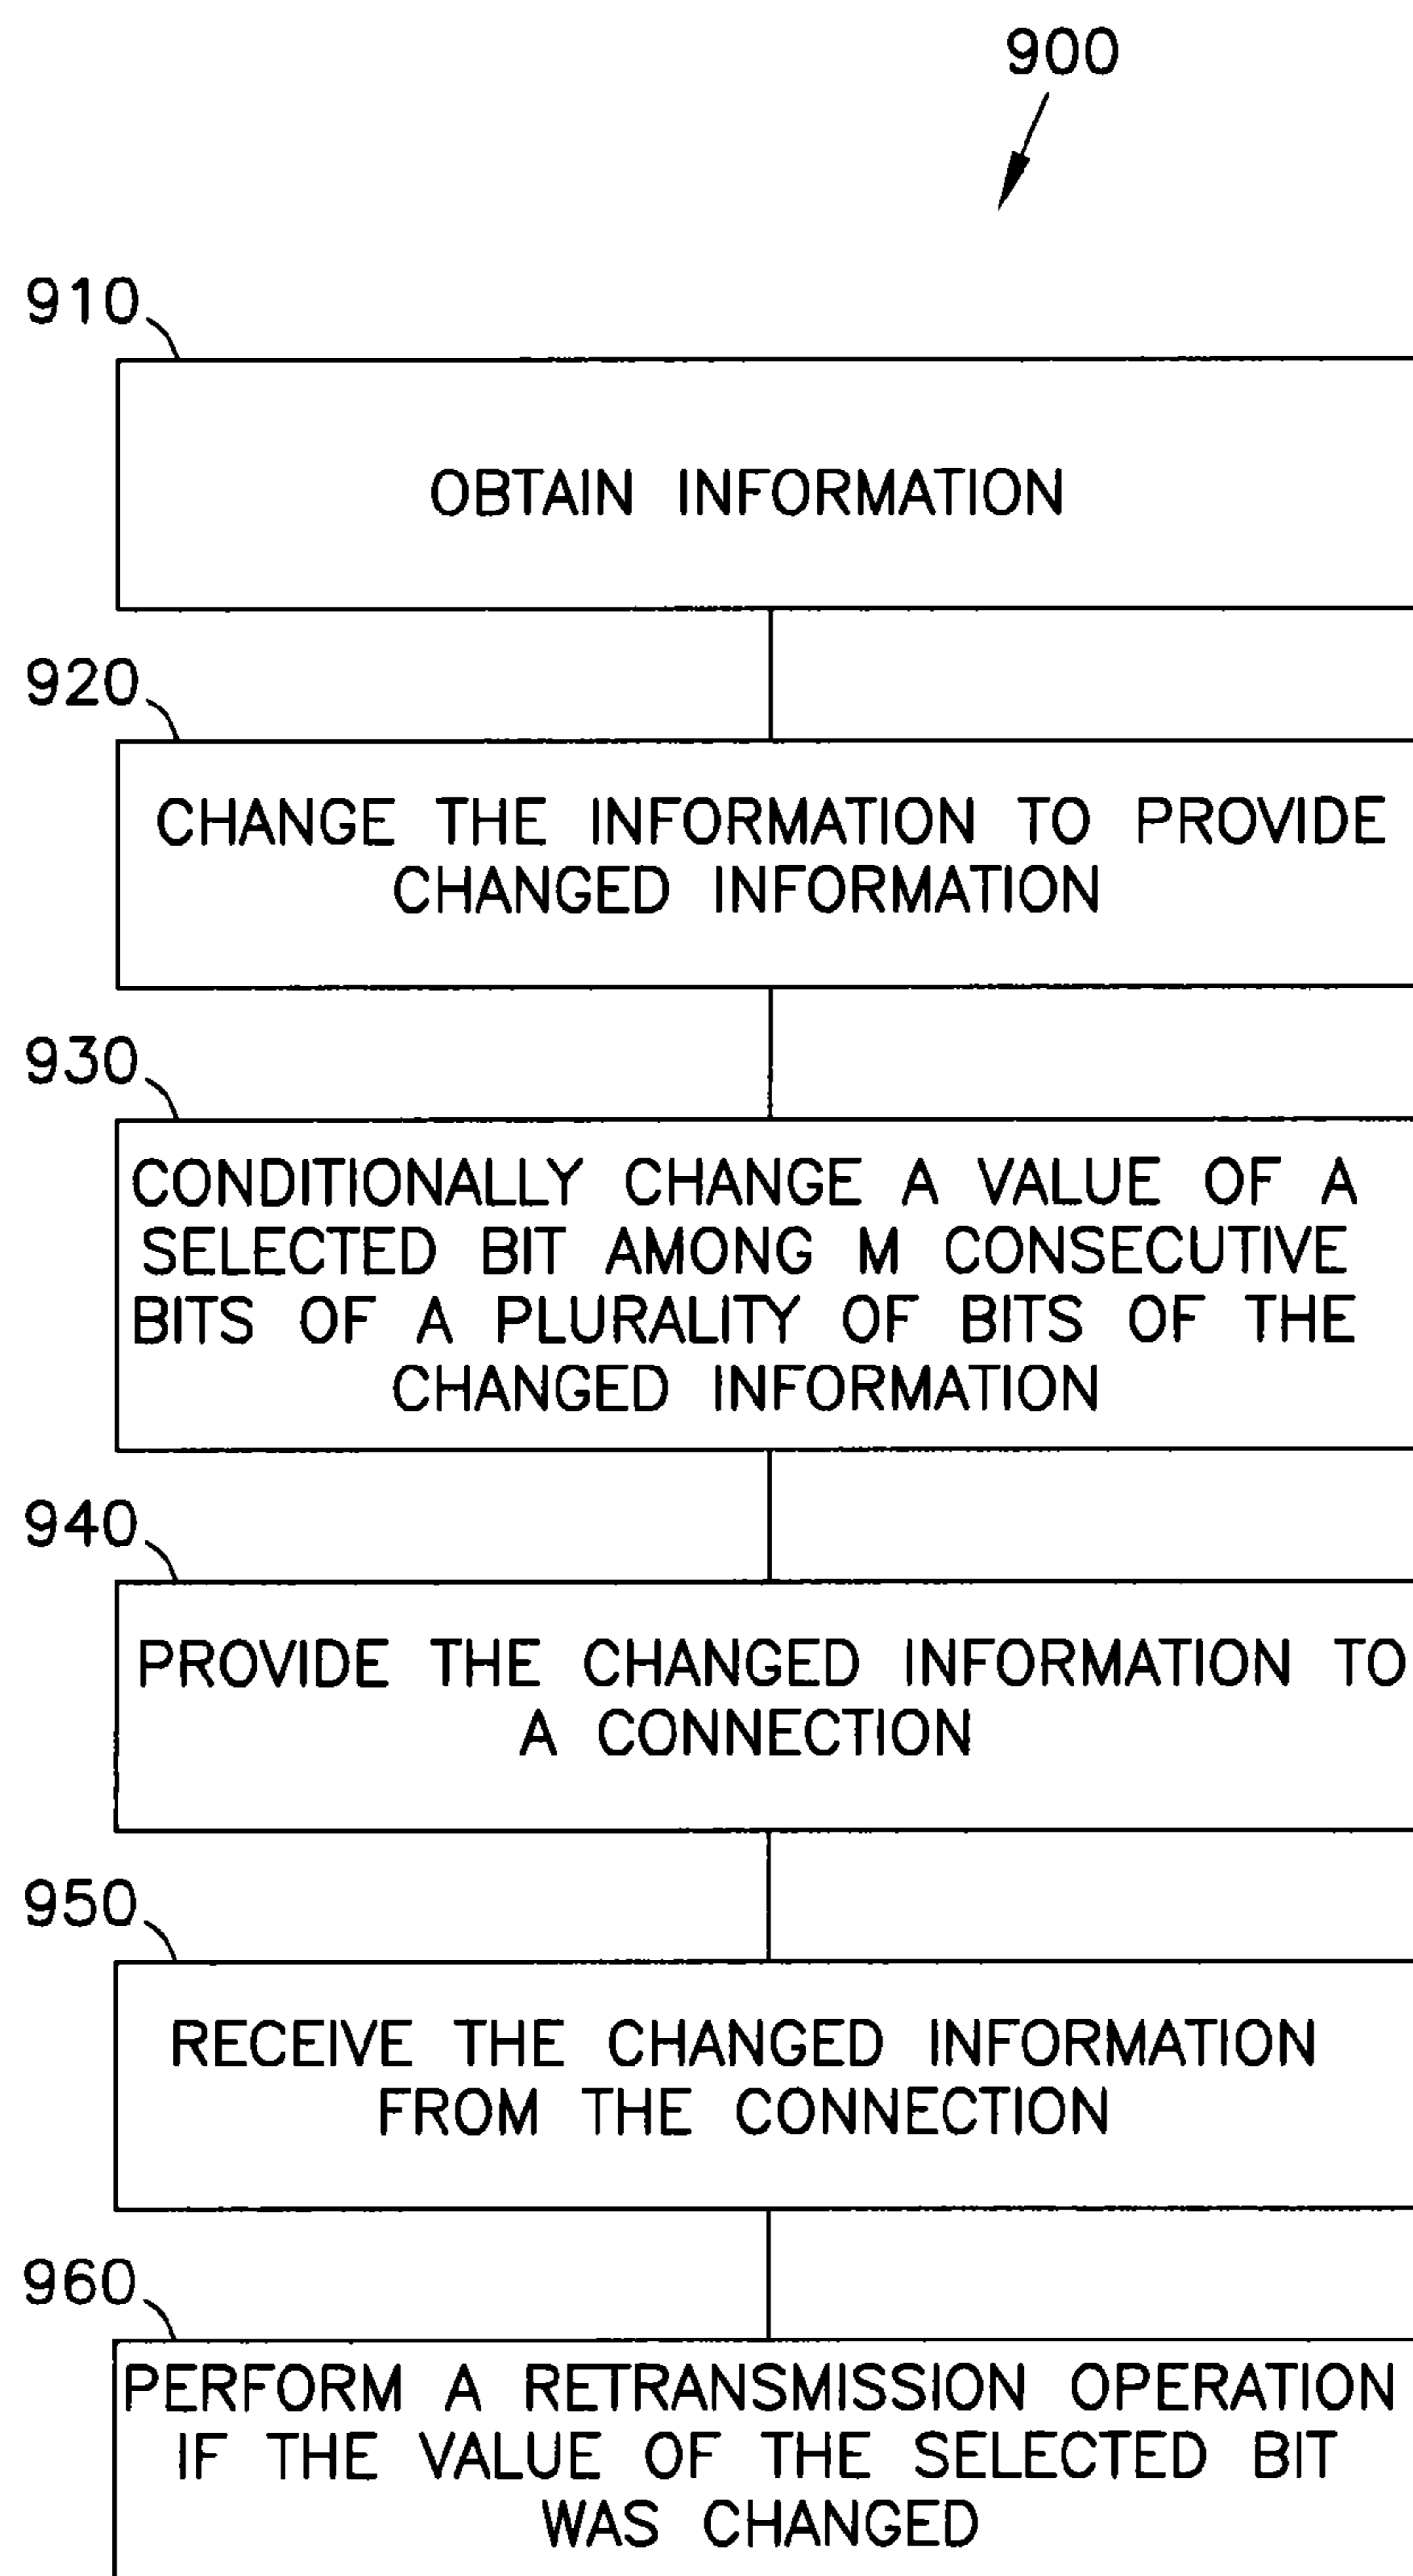 900
910
OBTAIN INFORMATION
920
CHANGE THE INFORMATION TO PROVIDE
CHANGED INFORMATION
930
CONDITIONALLY CHANGE A VALUE OF A
SELECTED BIT AMONG M CONSECUTIVE
BITS OF A PLURALITY OF BITS OF THE
CHANGED INFORMATION
940
PROVIDE THE CHANGED INFORMATION TO
A CONNECTION
950
RECEIVE THE CHANGED INFORMATION
FROM THE CONNECTION
960
PERFORM A RETRANSMISSION OPERATION
IF THE VALUE OF THE SELECTED BIT
WAS CHANGED